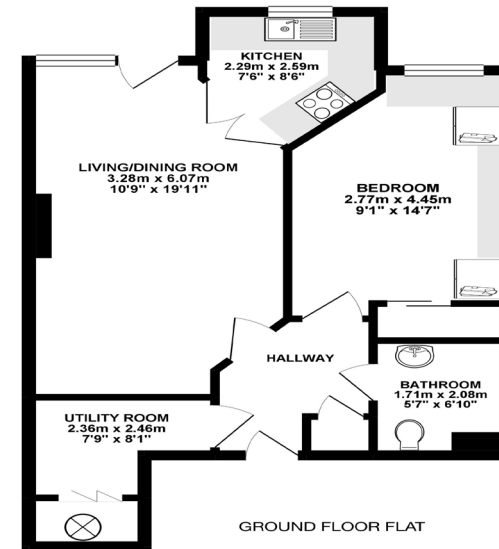 KITCHEN
2.29m x 2.59m
7'6" x 8'6"
LIVING/DINING ROOM
3.28m x 6.07m
10'9" x 19'11"
BEDROOM
2.77m x 4.45m
9'1" x 14'7"
HALLWAY
BATHROOM
1.71m x 2.08m
5'7" x 6'10"
UTILITY ROOM
2.36m x 2.46m
7'9" x 8'1"
GROUND FLOOR FLAT